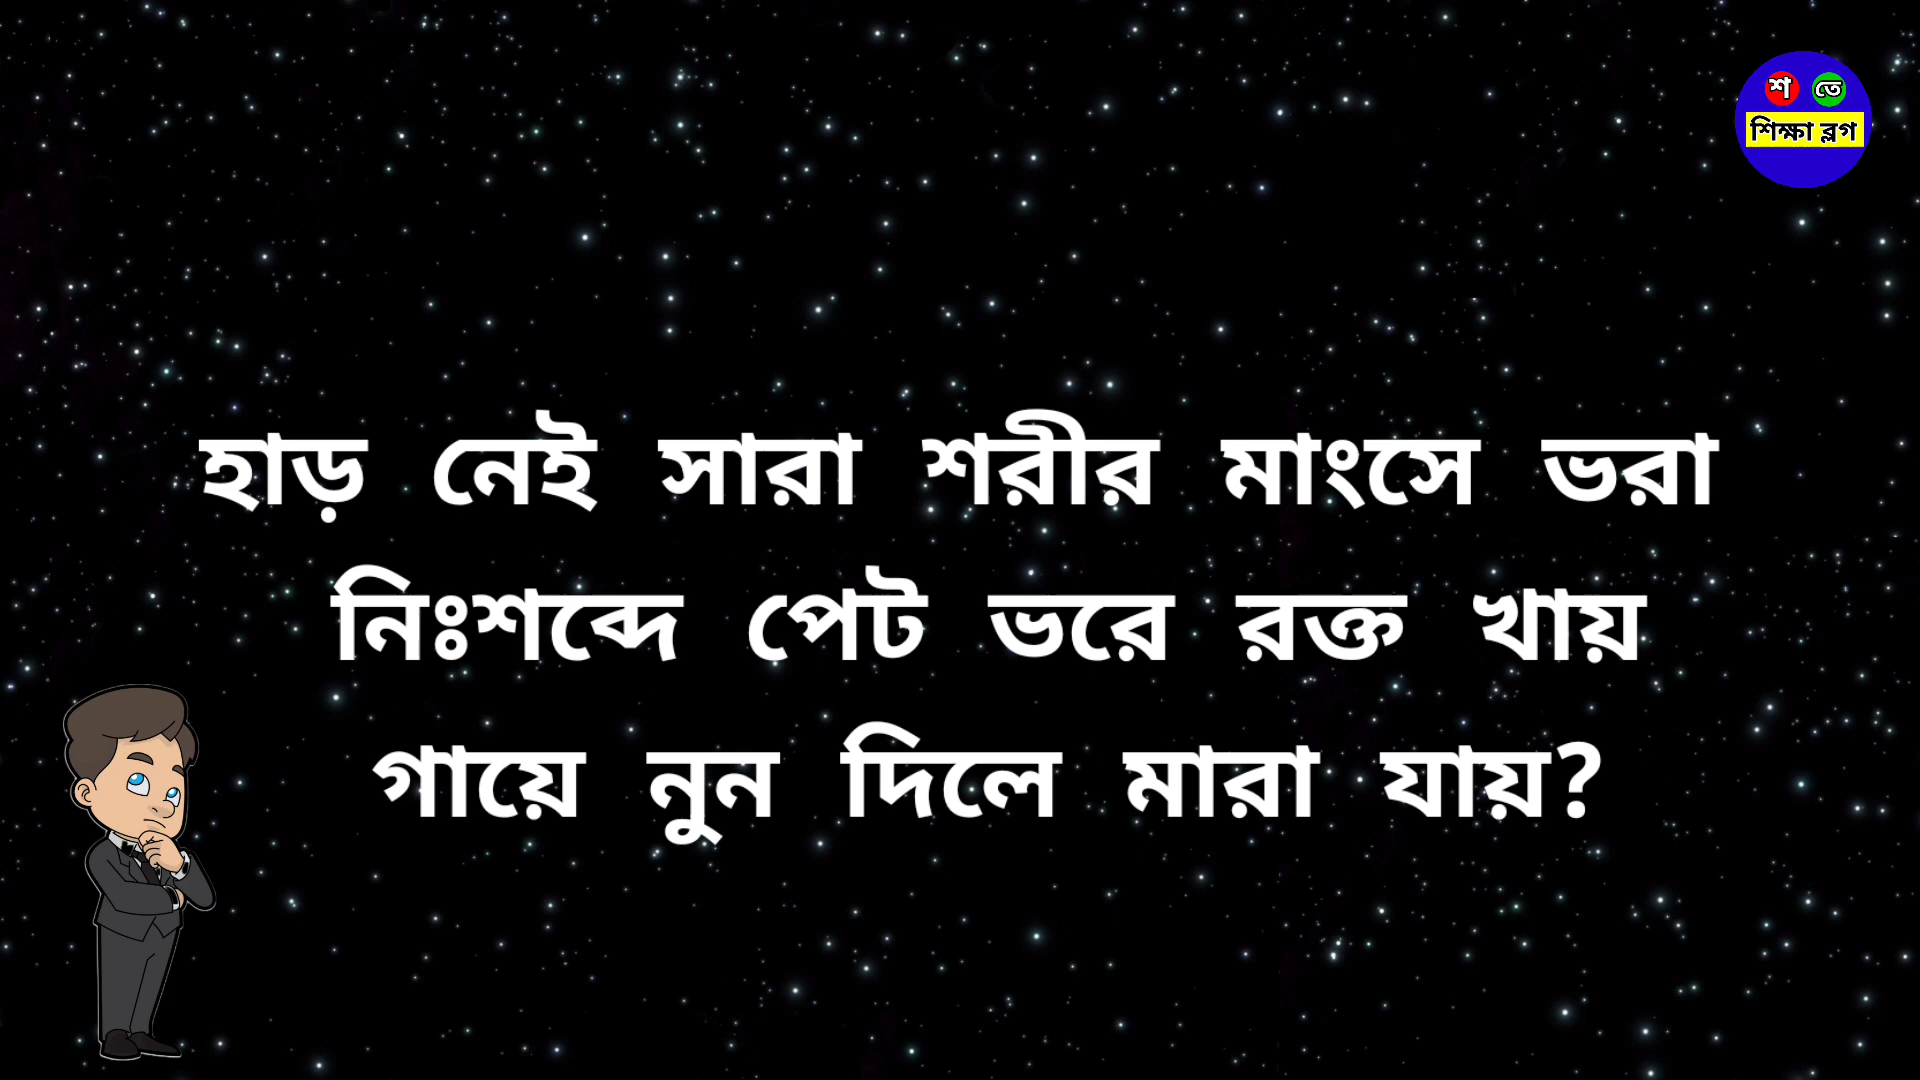 শ তে
শিক্ষা ব্লগ
হাড় নেই সারা শরীর মাংসে ভরা
নিঃশব্দে পেট ভরে রক্ত খায়
গায়ে নুন দিলে মারা যায়?